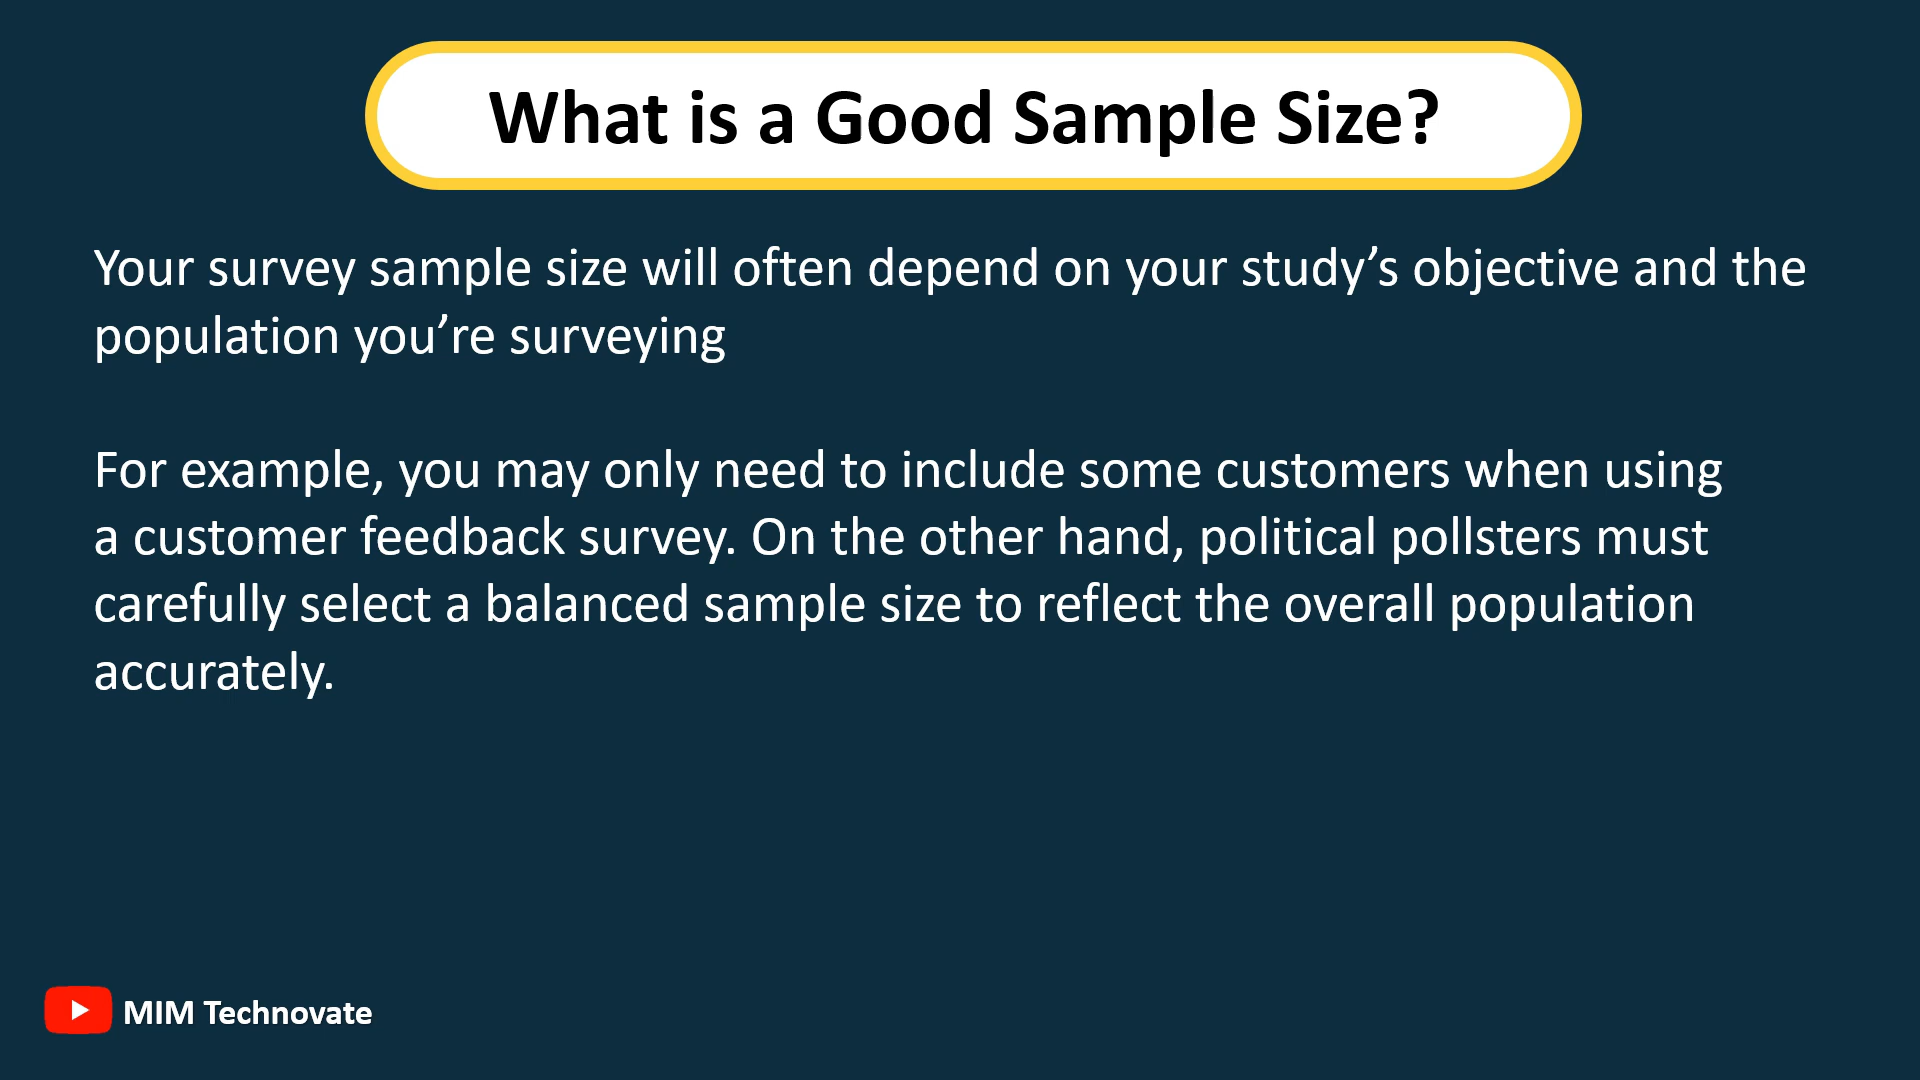 What is a Good Sample Size?
Your survey sample size will often depend on your study’s objective and the
population you’re surveying
For example, you may only need to include some customers when using
a customer feedback survey. On the other hand, political pollsters must
carefully select a balanced sample size to reflect the overall population
accurately.
MIM Technovate